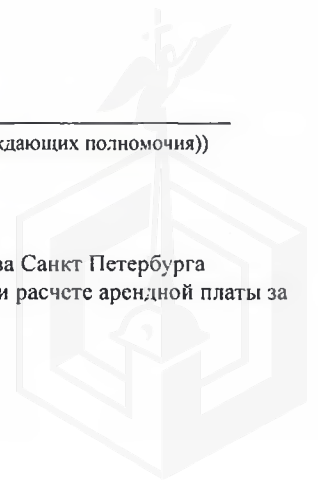 ждающих полномочия))
ва Санкт Петербурга
и расчете арендной платы за